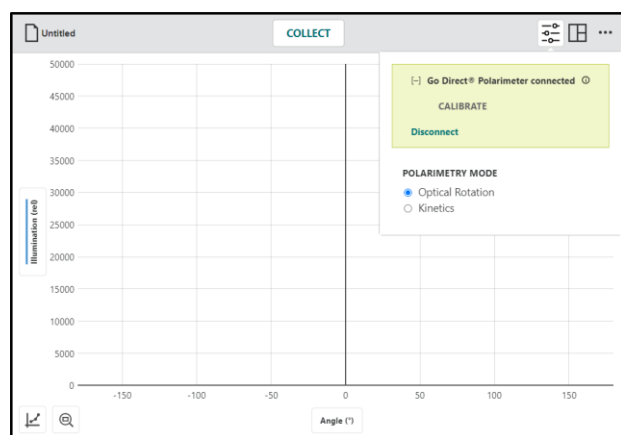 Untitled
COLLECT
[–] Go Direct® Polarimeter connected
CALIBRATE
Disconnect
POLARIMETRY MODE
Optical Rotation
Kinetics
Illumination (rel)
50000
45000
40000
35000
30000
25000
20000
15000
10000
5000
0
-150
-100
-50
0
50
100
150
Angle (°)